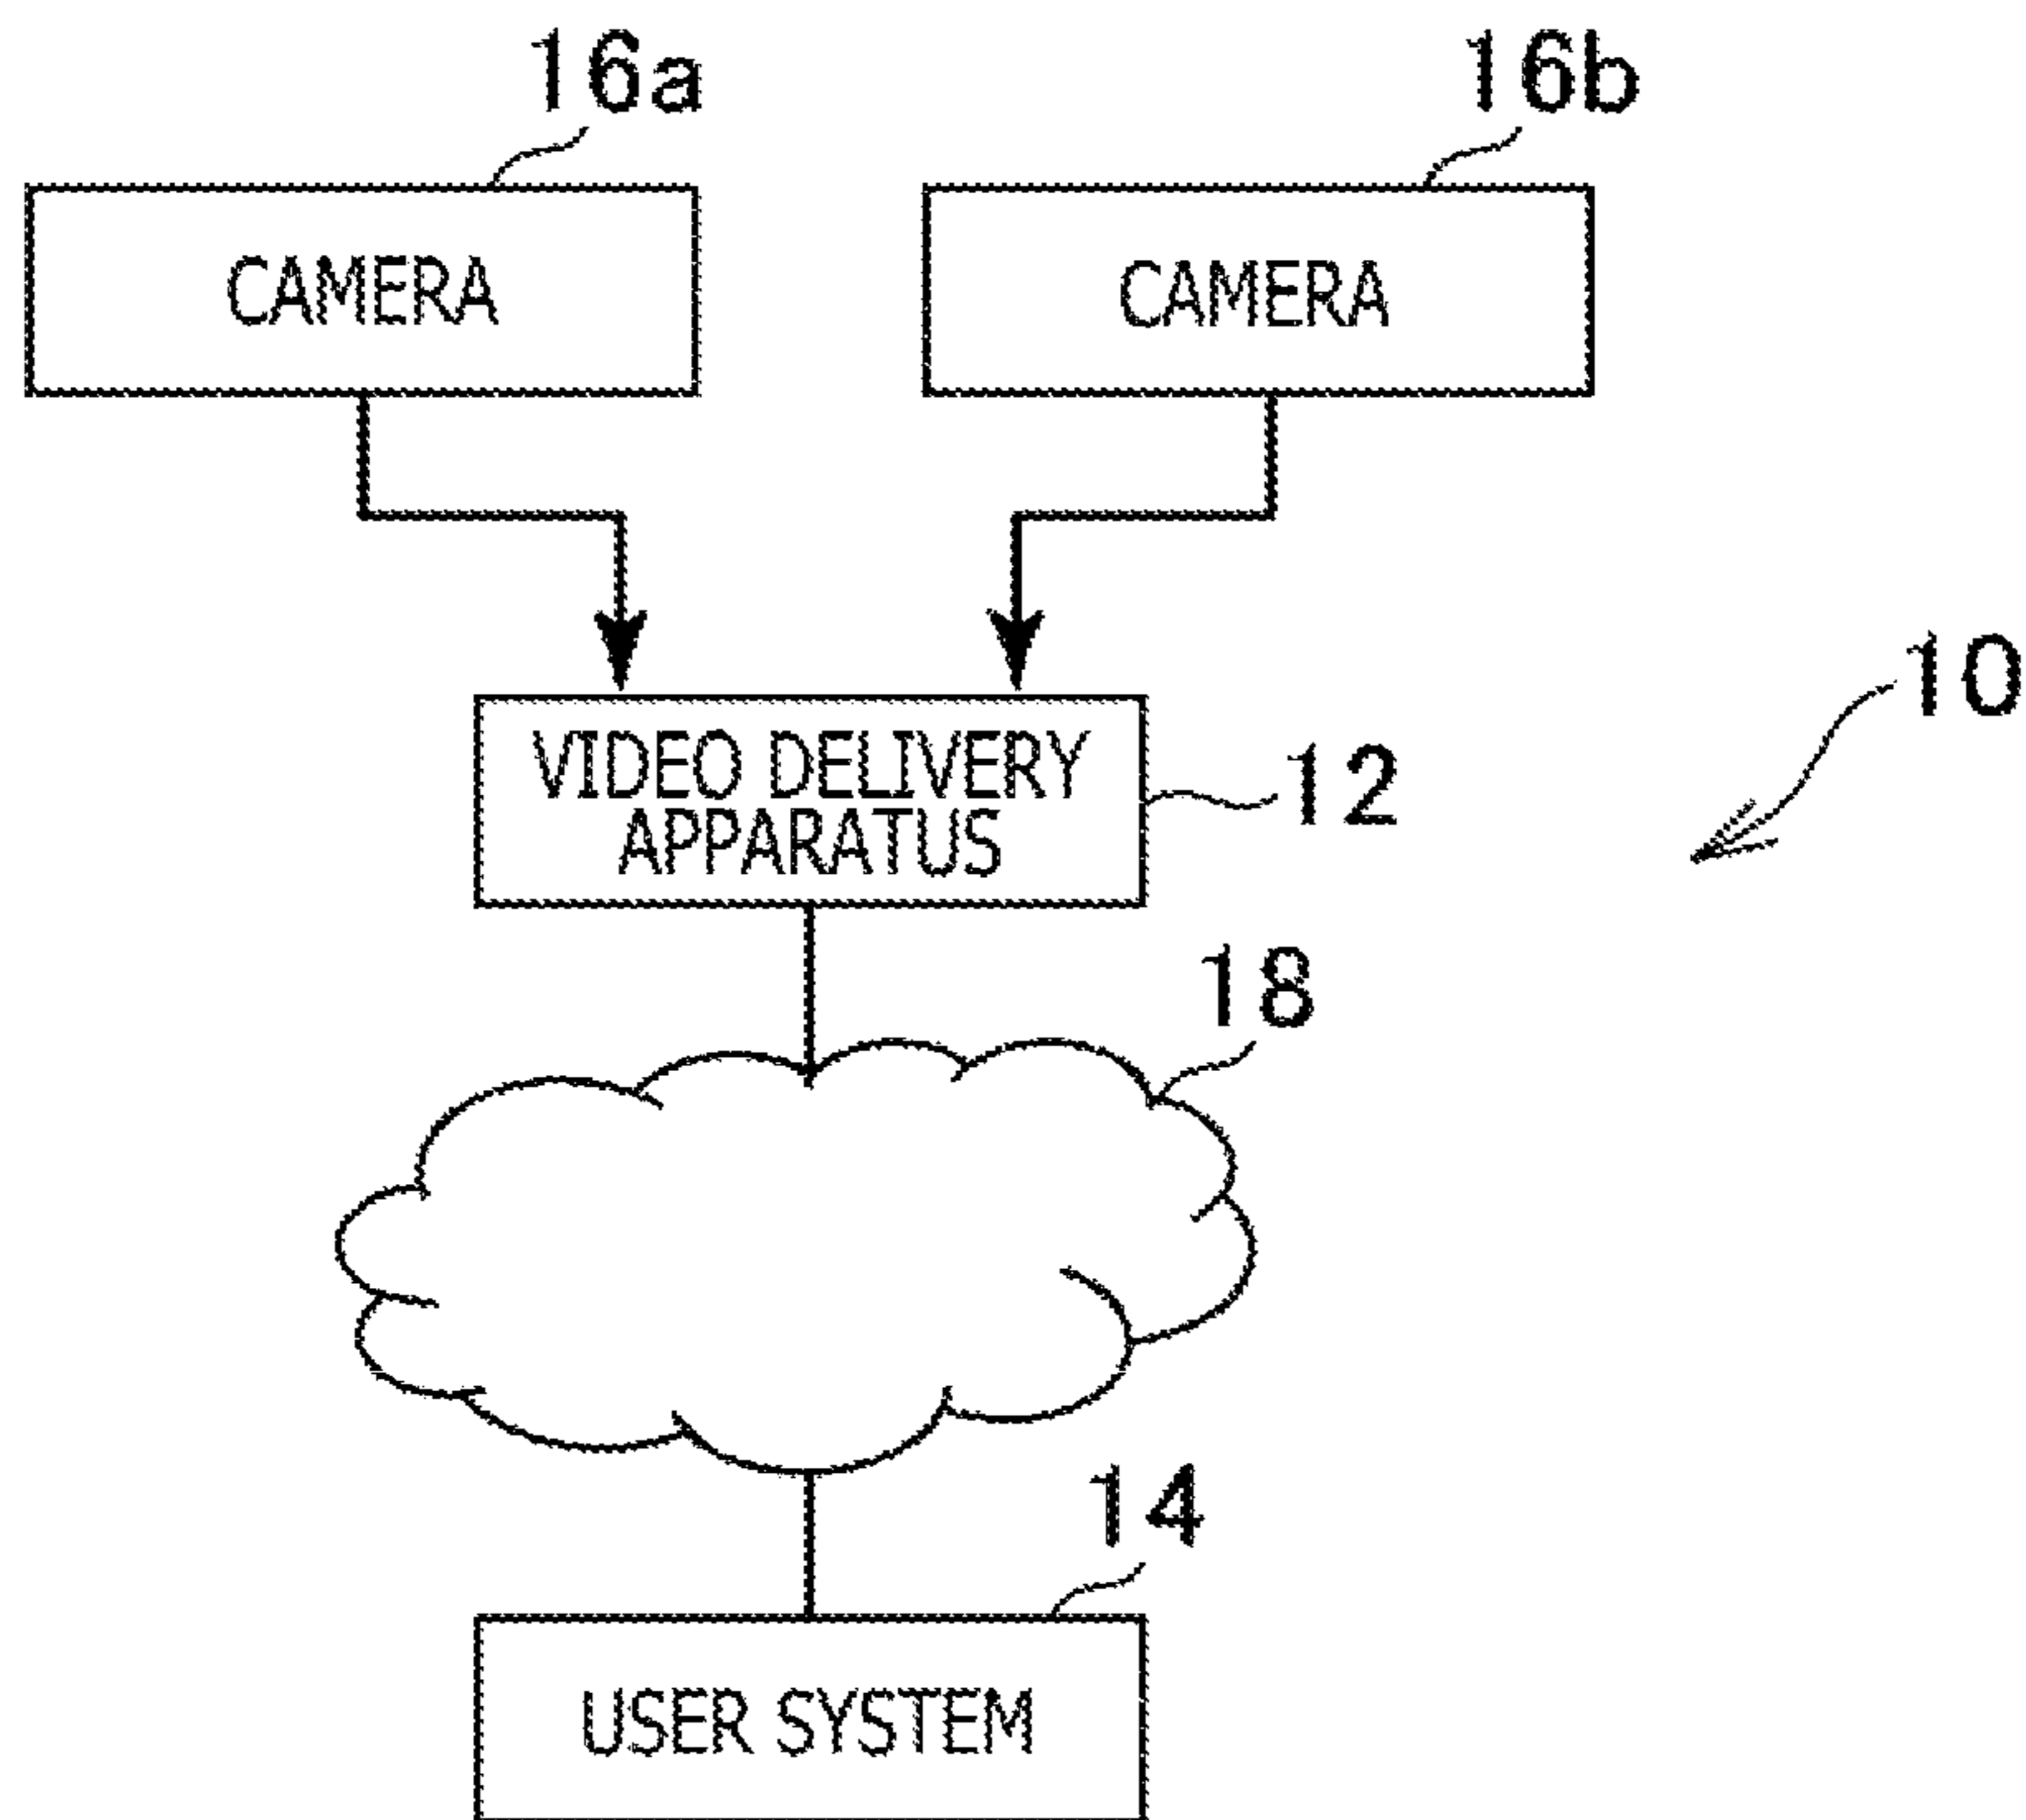 16a
16b
CAMERA
CAMERA
10
VIDEO DELIVERY
APPARATUS
12
18
14
USER SYSTEM